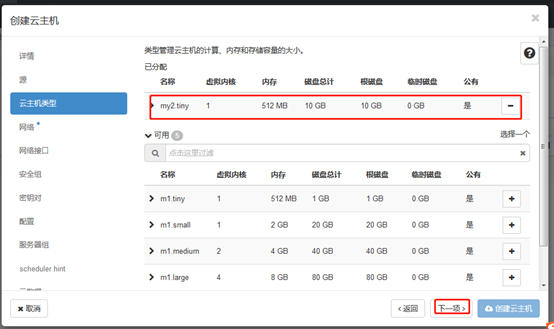 创建云主机
详情
源
云主机类型
网络 *
网络接口
安全组
密钥对
配置
服务器组
scheduler hint
类型管理云主机的计算、内存和存储容量的大小。
已分配
名称 虚拟内核 内存 磁盘总计 根磁盘 临时磁盘 公有
my2.tiny 1 512 MB 10 GB 10 GB 0 GB 是
可用 5 选择一个
点击这里过滤
名称 虚拟内核 内存 磁盘总计 根磁盘 临时磁盘 公有
m1.tiny 1 512 MB 1 GB 1 GB 0 GB 是
m1.small 1 2 GB 20 GB 20 GB 0 GB 是
m1.medium 2 4 GB 40 GB 40 GB 0 GB 是
m1.large 4 8 GB 80 GB 80 GB 0 GB 是
× 取消 < 返回 下一项 > 创建云主机